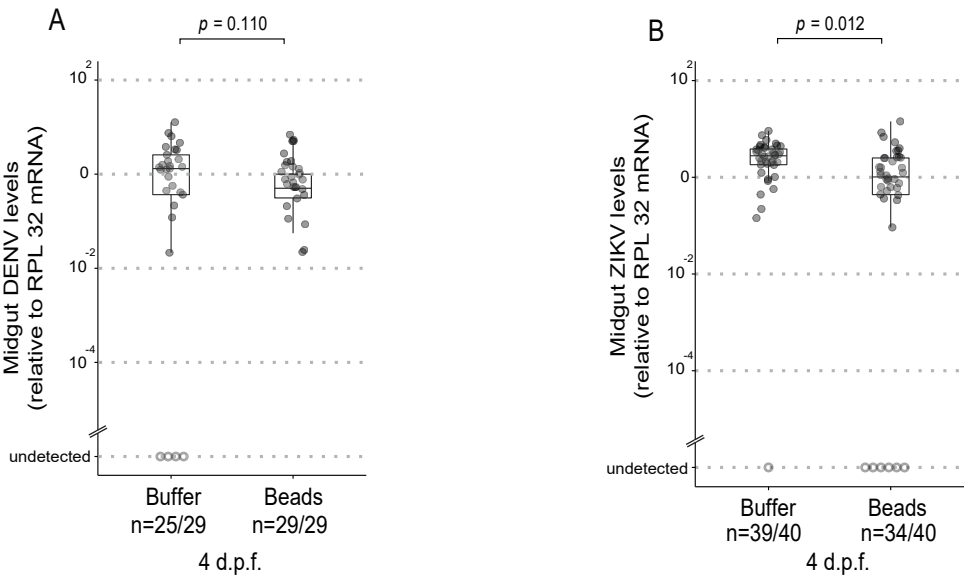 A
p = 0.110
10^2
0
10^-2
10^-4
undetected
Midgut DENV levels
(relative to RPL 32 mRNA)
Buffer
n=25/29
Beads
n=29/29
4 d.p.f.
B
p = 0.012
10^2
0
10^-2
10^-4
undetected
Midgut ZIKV levels
(relative to RPL 32 mRNA)
Buffer
n=39/40
Beads
n=34/40
4 d.p.f.